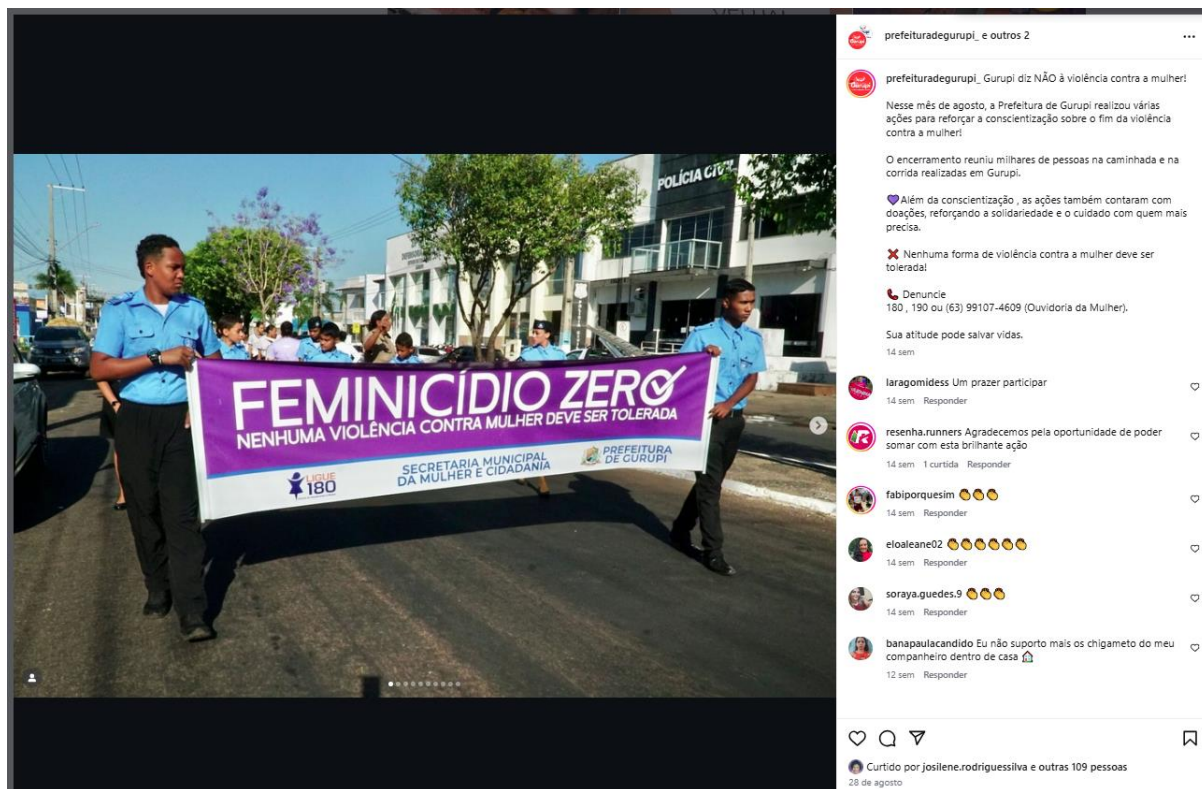 POLÍCIA CIVIL
FEMINICÍDIO ZERO
NENHUMA VIOLÊNCIA CONTRA MULHER DEVE SER TOLERADA
LIGUE
180
SECRETARIA MUNICIPAL
DA MULHER E CIDADANIA
PREFEITURA
DE GURUPI
prefeituradegurupi_ e outros 2
prefeituradegurupi_ Gurupi diz NÃO à violência contra a mulher!
Nesse mês de agosto, a Prefeitura de Gurupi realizou várias
ações para reforçar a conscientização sobre o fim da violência
contra a mulher!
O encerramento reuniu milhares de pessoas na caminhada e na
corrida realizadas em Gurupi.
💜Além da conscientização , as ações também contaram com
doações, reforçando a solidariedade e o cuidado com quem mais
precisa.
❌ Nenhuma forma de violência contra a mulher deve ser
tolerada!
📞 Denuncie
180 , 190 ou (63) 99107-4609 (Ouvidoria da Mulher).
Sua atitude pode salvar vidas.
14 sem
laragomidess Um prazer participar
14 sem Responder
resenha.runners Agradecemos pela oportunidade de poder
somar com esta brilhante ação
14 sem 1 curtida Responder
fabiporquesim 👏👏👏
14 sem Responder
eloaleane02 👏👏👏👏👏👏
14 sem Responder
soraya.guedes.9 👏👏👏
14 sem Responder
banapaulacandido Eu não suporto mais os chigameto do meu
companheiro dentro de casa 🏠
12 sem Responder
Curtido por josilene.rodriguessilva e outras 109 pessoas
28 de agosto